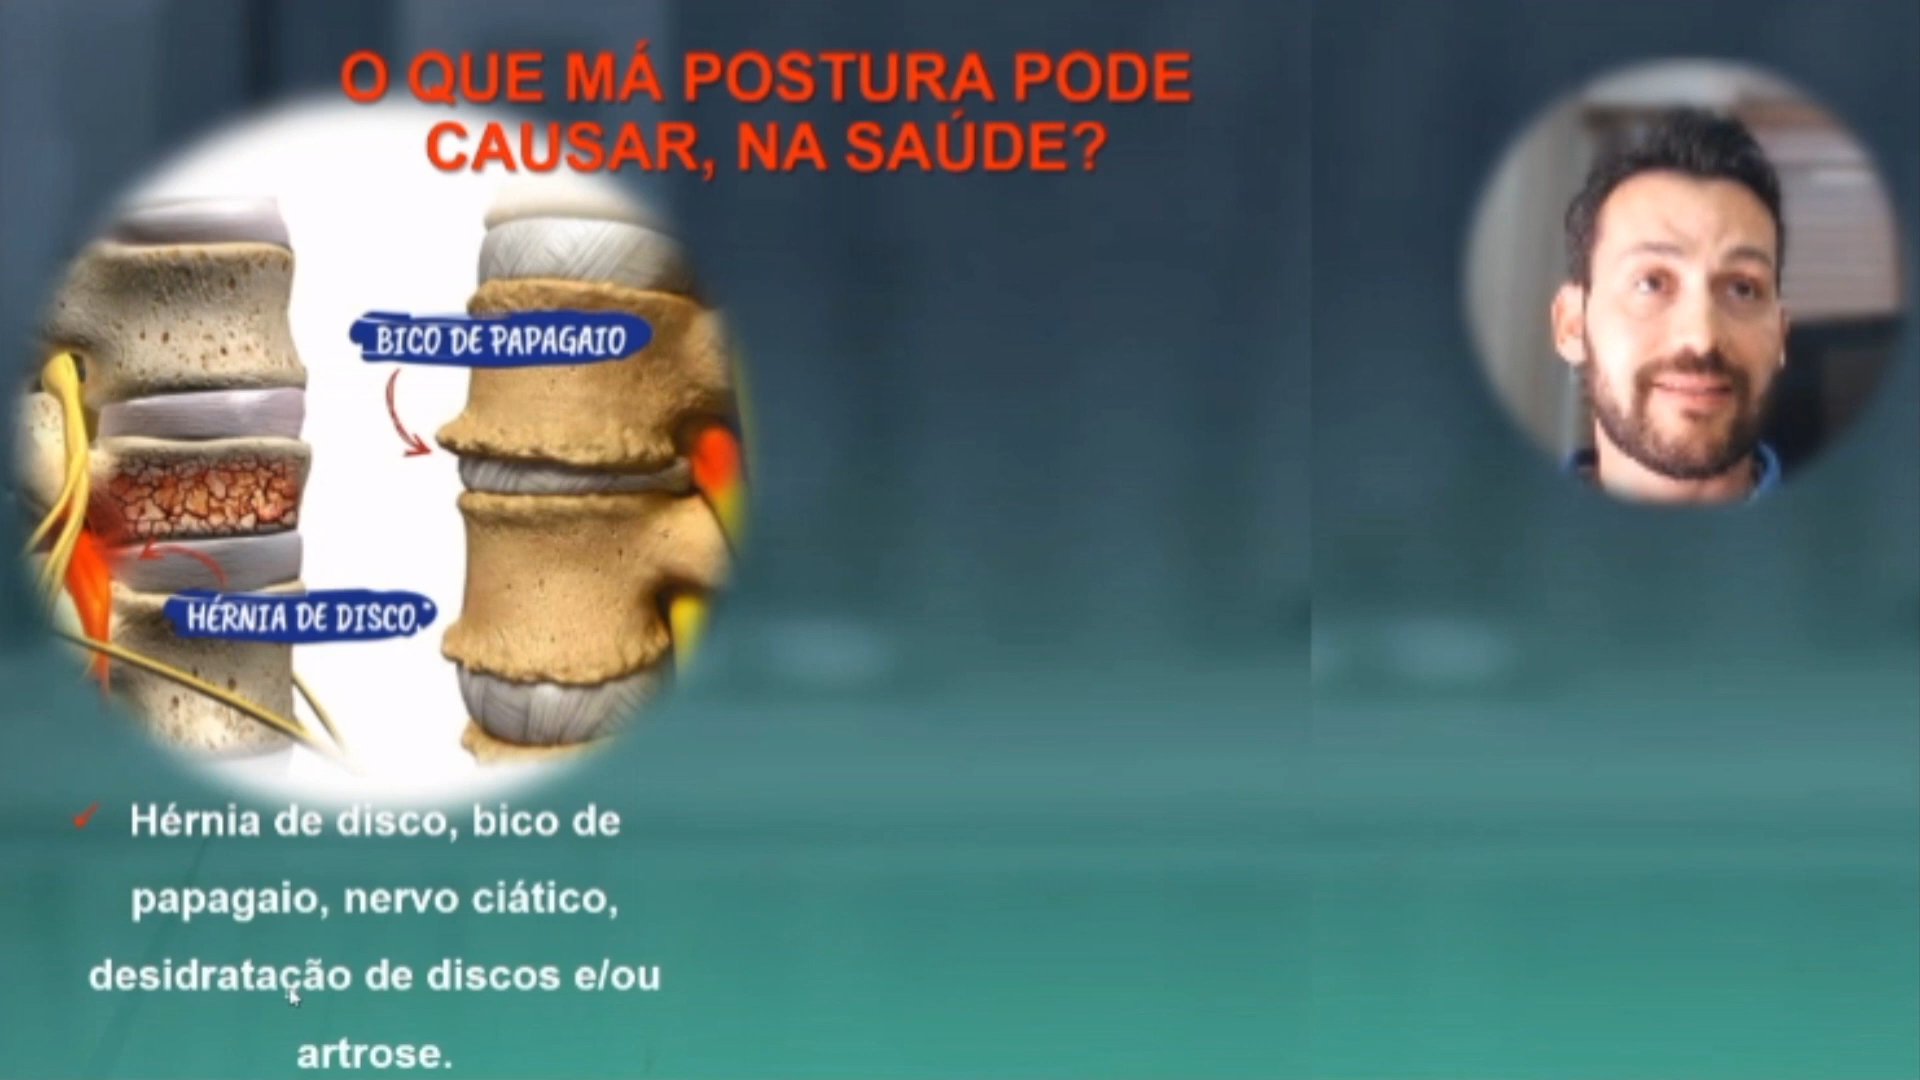 O QUE MÁ POSTURA PODE
CAUSAR, NA SAÚDE?
BICO DE PAPAGAIO
HÉRNIA DE DISCO
✓ Hérnia de disco, bico de
papagaio, nervo ciático,
desidratação de discos e/ou
artrose.